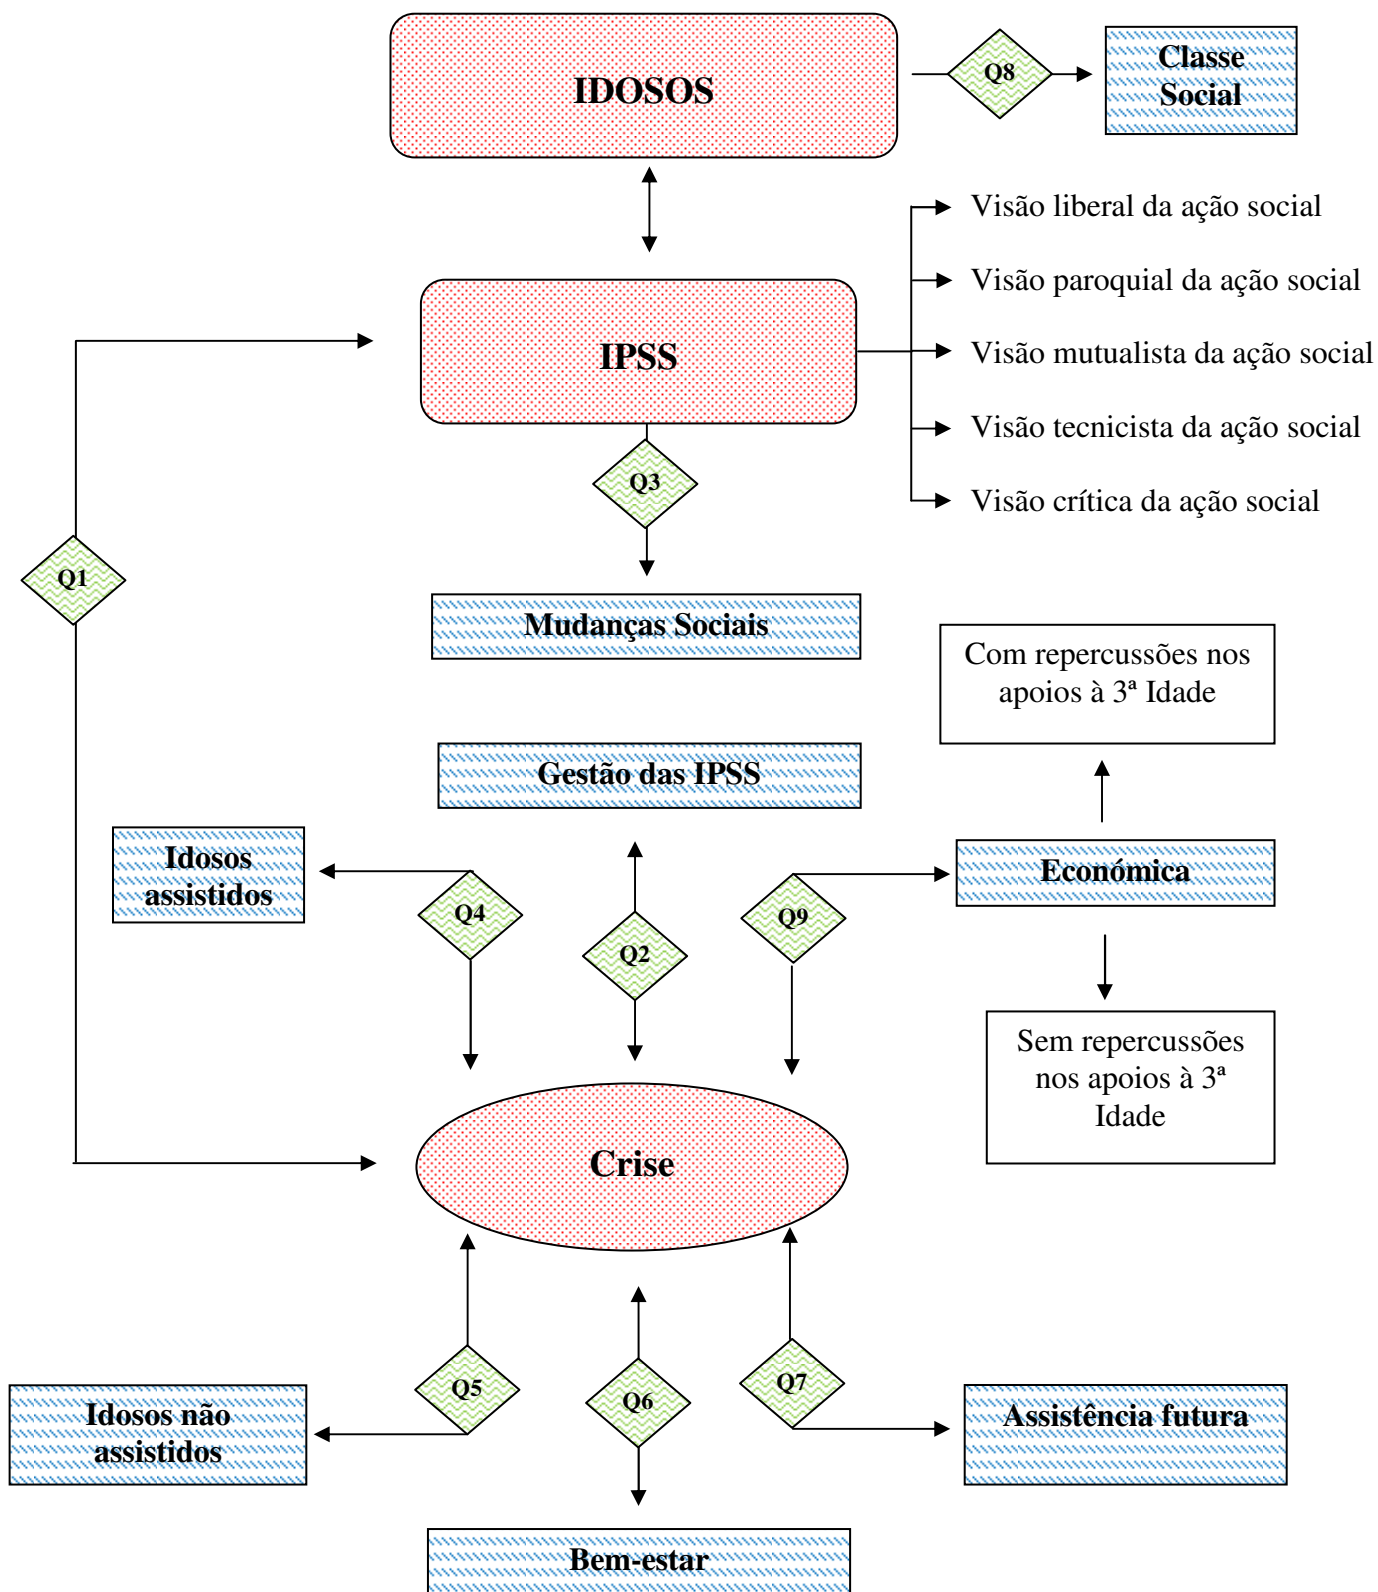 IDOSOS
Q8
Classe
Social
Visão liberal da ação social
Visão paroquial da ação social
IPSS
Visão mutualista da ação social
Visão tecnicista da ação social
Q3
Visão crítica da ação social
Q1
Mudanças Sociais
Com repercussões nos
apoios à 3ª Idade
Gestão das IPSS
Idosos
assistidos
Económica
Q4
Q2
Q9
Sem repercussões
nos apoios à 3ª
Idade
Crise
Q5
Q6
Q7
Idosos não
assistidos
Assistência futura
Bem-estar